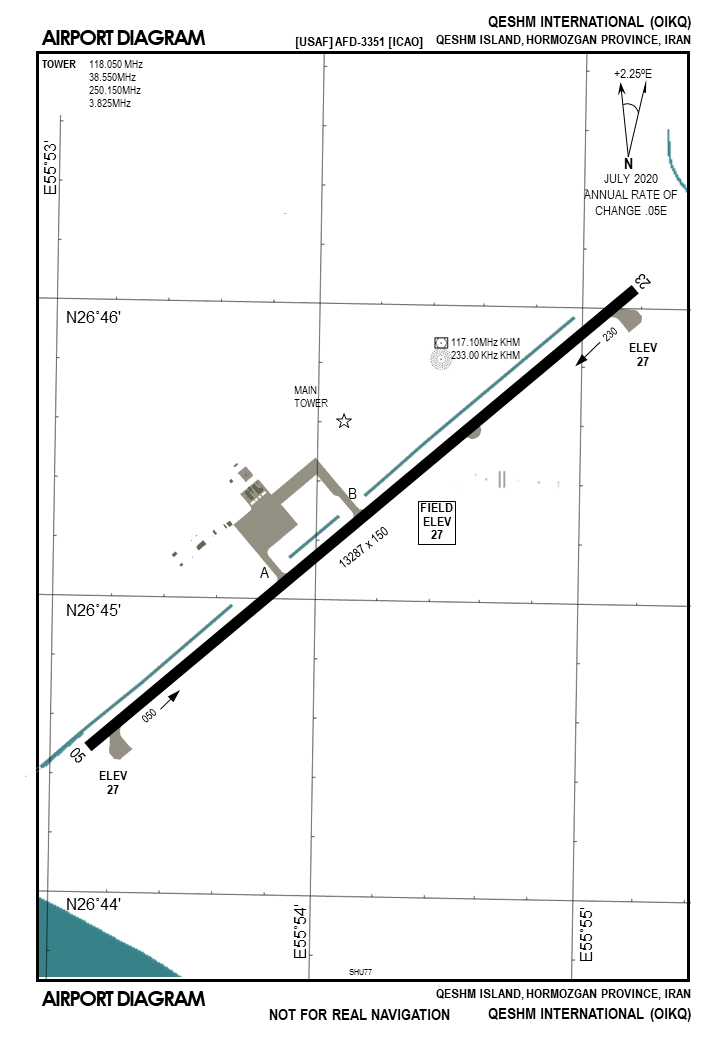 QESHM INTERNATIONAL (OIKQ)
AIRPORT DIAGRAM
[USAF] AFD-3351 [ICAO]
QESHM ISLAND, HORMOZGAN PROVINCE, IRAN
TOWER 118.050 MHz
38.550MHz
250.150MHz
3.825MHz
+2.25ºE
N
JULY 2020
ANNUAL RATE OF
CHANGE .05E
E55°53'
23
N26°46'
230
ELEV
27
117.10MHz KHM
233.00 KHz KHM
MAIN
TOWER
B
FIELD
ELEV
27
13287 x 150
A
N26°45'
050
05
ELEV
27
N26°44'
E55°54'
E55°55'
SHU77
AIRPORT DIAGRAM
QESHM ISLAND, HORMOZGAN PROVINCE, IRAN
NOT FOR REAL NAVIGATION
QESHM INTERNATIONAL (OIKQ)